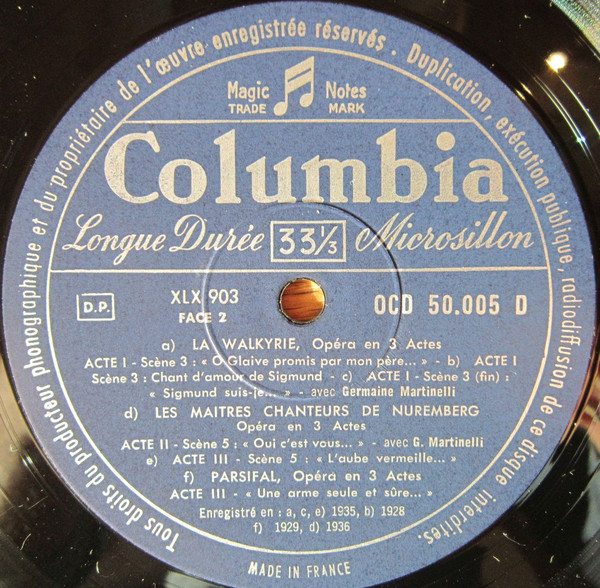 Tous droits du producteur phonographique et du propriétaire de l'œuvre enregistrée réservés. Duplication, exécution publique, radiodiffusion de ce disque interdites.
Magic Notes
TRADE MARK
Columbia
Longue Durée 33⅓ Microsillon
D.P. XLX 903 OCD 50.005 D
FACE 2
a) LA WALKYRIE, Opéra en 3 Actes
ACTE I - Scène 3 : « O Glaive promis par mon père... » - b) ACTE I
Scène 3 : Chant d'amour de Sigmund - c) ACTE I - Scène 3 (fin) :
« Sigmund suis-je... » - avec Germaine Martinelli
d) LES MAITRES CHANTEURS DE NUREMBERG
Opéra en 3 Actes
ACTE II - Scène 5 : « Oui c'est vous... » - avec G. Martinelli
e) ACTE III - Scène 5 : « L'aube vermeille... »
f) PARSIFAL, Opéra en 3 Actes
ACTE III - « Une arme seule et sûre... »
Enregistré en : a, c, e) 1935, b) 1928
f) 1929, d) 1936
MADE IN FRANCE